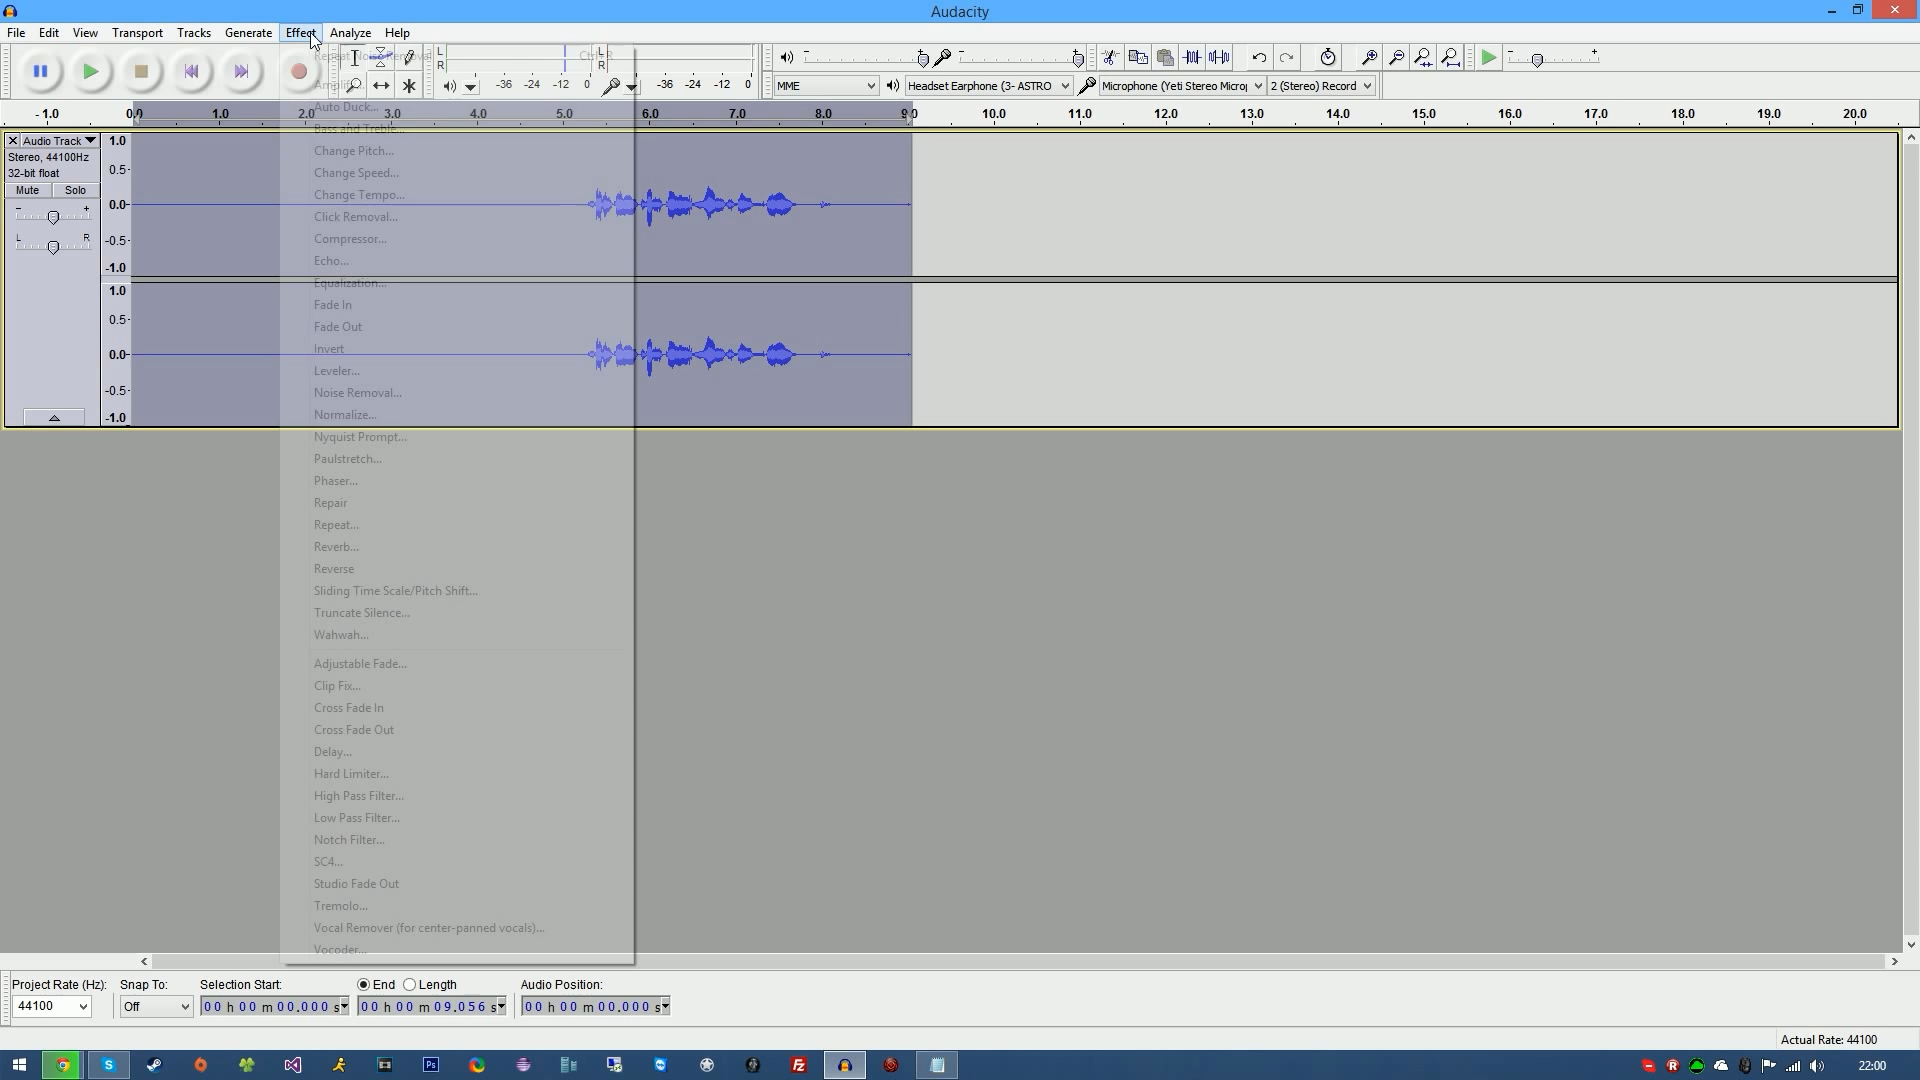 Audacity
File Edit View Transport Tracks Generate Effect Analyze Help
Repeat Noise Removal Ctrl+R
L R L R
-36 -24 -12 0 -36 -24 -12 0
MME Headset Earphone (3- ASTRO Microphone (Yeti Stereo Microp 2 (Stereo) Record
- 1.0 0.0 1.0 2.0 3.0 4.0 5.0 6.0 7.0 8.0 9.0 10.0 11.0 12.0 13.0 14.0 15.0 16.0 17.0 18.0 19.0 20.0
Audio Track
Stereo, 44100Hz
32-bit float
Mute Solo
- +
L R
1.0
0.5-
0.0-
-0.5-
-1.0
1.0
0.5-
0.0-
-0.5-
-1.0
Amplify...
Auto Duck...
Bass and Treble...
Change Pitch...
Change Speed...
Change Tempo...
Click Removal...
Compressor...
Echo...
Equalization...
Fade In
Fade Out
Invert
Leveler...
Noise Removal...
Normalize...
Nyquist Prompt...
Paulstretch...
Phaser...
Repair
Repeat...
Reverb...
Reverse
Sliding Time Scale/Pitch Shift...
Truncate Silence...
Wahwah...
Adjustable Fade...
Clip Fix...
Cross Fade In
Cross Fade Out
Delay...
Hard Limiter...
High Pass Filter...
Low Pass Filter...
Notch Filter...
SC4...
Studio Fade Out
Tremolo...
Vocal Remover (for center-panned vocals)...
Vocoder...
Project Rate (Hz): Snap To: Selection Start: End Length Audio Position:
44100 Off 00 h 00 m 00.000 s 00 h 00 m 09.056 s 00 h 00 m 00.000 s
Actual Rate: 44100
22:00